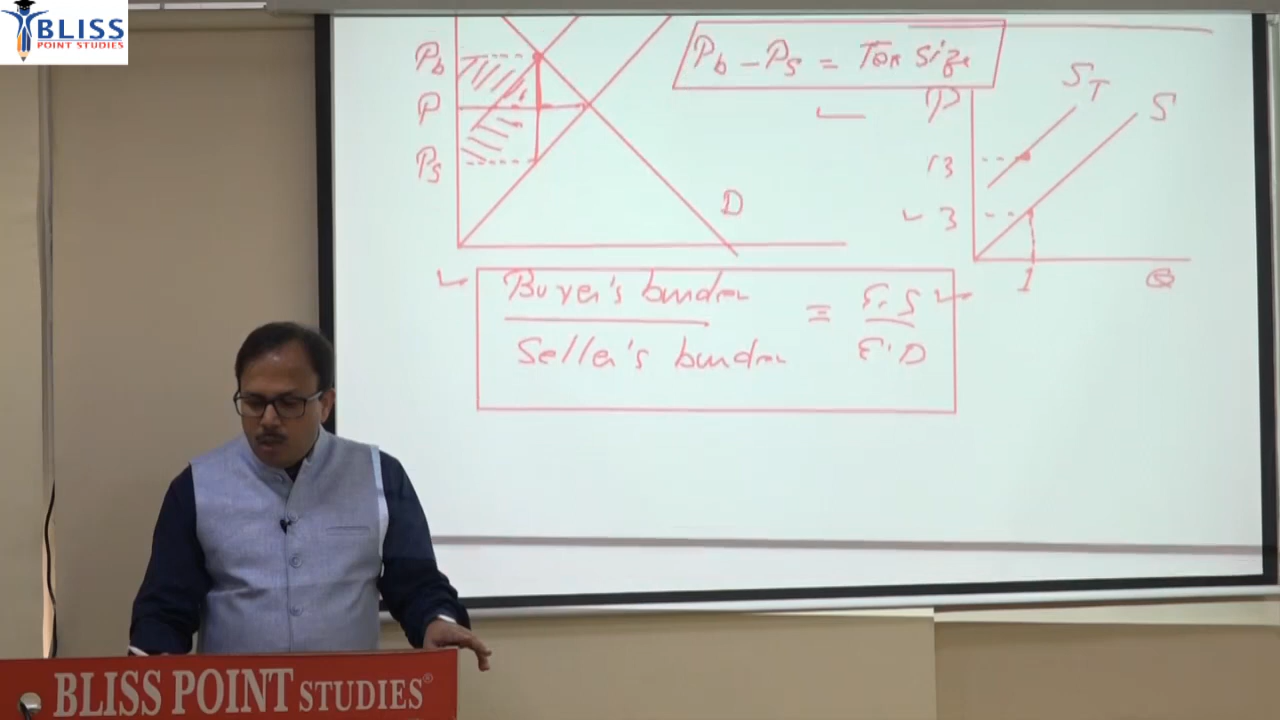 BLISS
POINT STUDIES
Pb
P
Ps
D
Pb - Ps = Tax size
P
ST
S
13
3
1
Q
Buyer's burden
Seller's burden
=
E.S
E.D
BLISS POINT STUDIES®